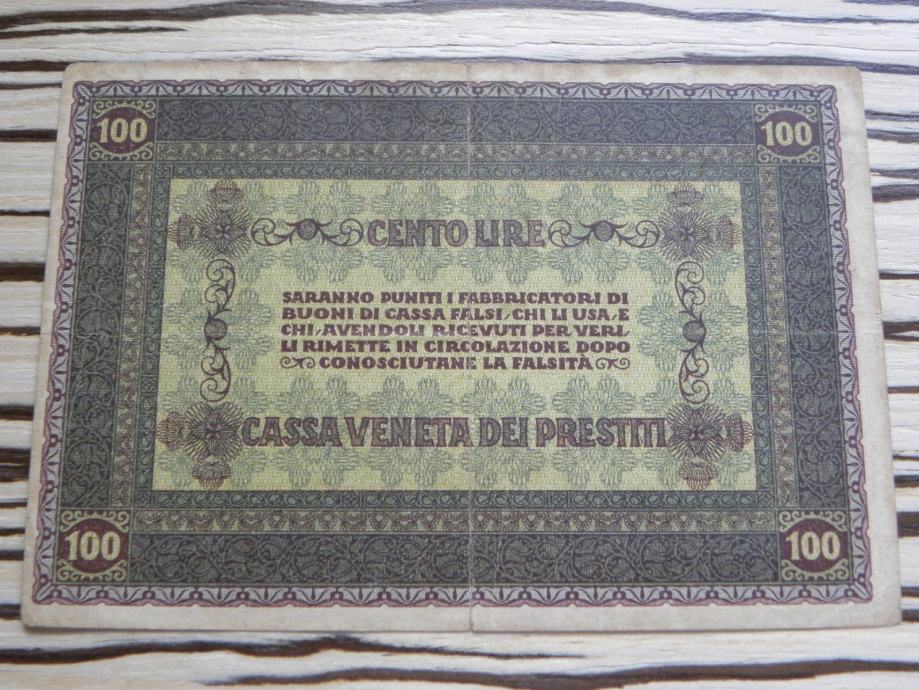 100 100
CENTO LIRE
SARANNO PUNITI I FABBRICATORI DI
BUONI DI CASSA FALSI, CHI LI USA, E
CHI, AVENDOLI RICEVUTI PER VERI,
LI RIMETTE IN CIRCOLAZIONE DOPO
CONOSCIUTANE LA FALSITÀ
CASSA VENETA DEI PRESTITI
100 100